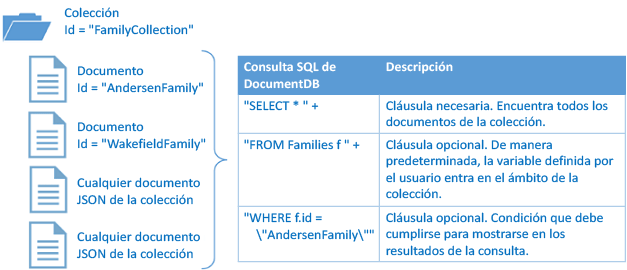 Colección
Id = "FamilyCollection"
Documento
Id = "AndersenFamily"
Documento
Id = "WakefieldFamily"
Cualquier documento
JSON de la colección
Cualquier documento
JSON de la colección
Consulta SQL de
DocumentDB
Descripción
"SELECT * " +
Cláusula necesaria. Encuentra todos los
documentos de la colección.
"FROM Families f " +
Cláusula opcional. De manera
predeterminada, la variable definida por
el usuario entra en el ámbito de la
colección.
"WHERE f.id =
\"AndersenFamily\""
Cláusula opcional. Condición que debe
cumplirse para mostrarse en los
resultados de la consulta.